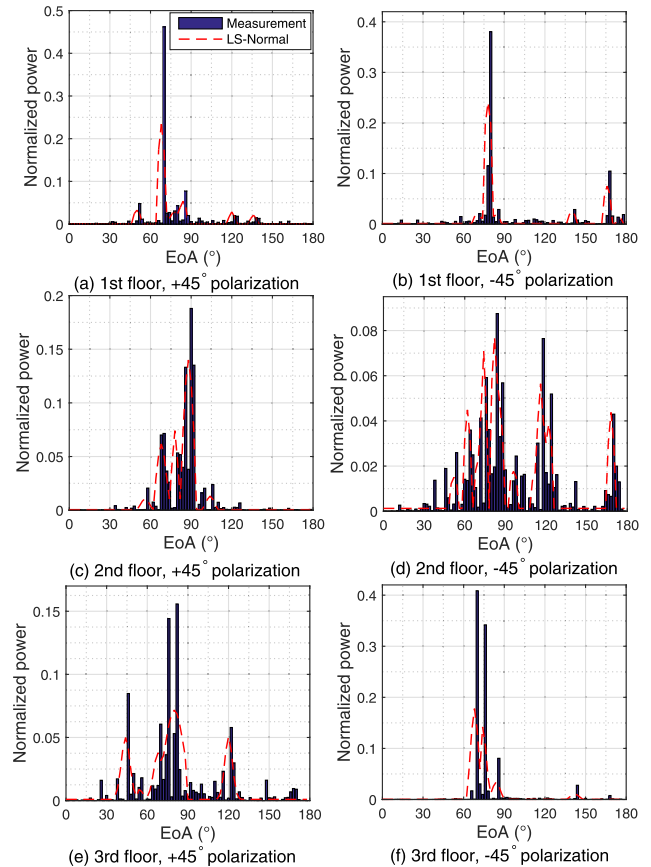 Normalized power
0.5
0.4
0.3
0.2
0.1
0
0 30 60 90 120 150 180
EoA (°)
Measurement
LS-Normal
(a) 1st floor, +45° polarization
Normalized power
0.4
0.3
0.2
0.1
0
0 30 60 90 120 150 180
EoA (°)
(b) 1st floor, -45° polarization
Normalized power
0.2
0.15
0.1
0.05
0
0 30 60 90 120 150 180
EoA (°)
(c) 2nd floor, +45° polarization
Normalized power
0.08
0.06
0.04
0.02
0
0 30 60 90 120 150 180
EoA (°)
(d) 2nd floor, -45° polarization
Normalized power
0.15
0.1
0.05
0
0 30 60 90 120 150 180
EoA (°)
(e) 3rd floor, +45° polarization
Normalized power
0.4
0.3
0.2
0.1
0
0 30 60 90 120 150 180
EoA (°)
(f) 3rd floor, -45° polarization